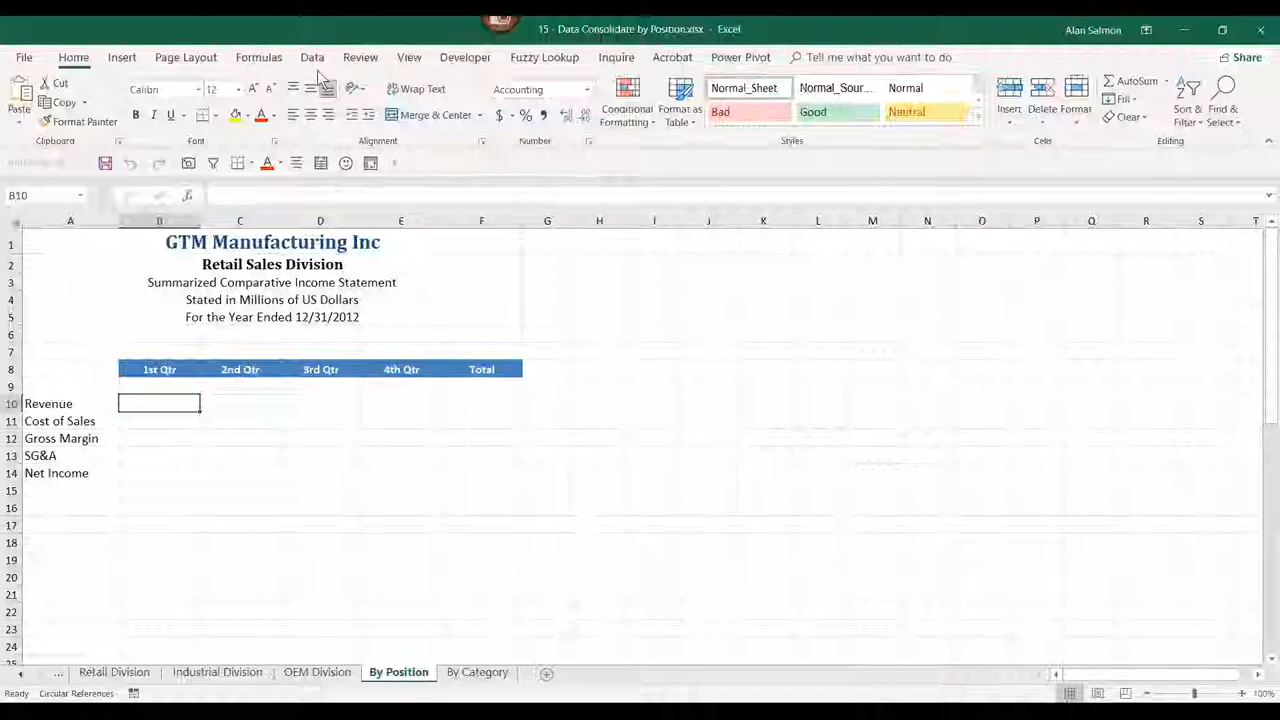 15 - Data Consolidate by Position.xlsx - Excel
Alan Salmon
File Home Insert Page Layout Formulas Data Review View Developer Fuzzy Lookup Inquire Acrobat Power Pivot Tell me what you want to do Share
Paste
Cut
Copy
Format Painter
Clipboard
Calibri 12
B I U
Font
Wrap Text
Merge & Center
Alignment
Accounting
$ % ,
Number
Conditional Formatting
Format as Table
Normal_Sheet Normal_Sour... Normal
Bad Good Neutral
Styles
Insert Delete Format
Cells
AutoSum
Fill
Clear
Sort & Filter
Find & Select
Editing
B10
fx
A B C D E F G H I J K L M N O P Q R S T
1 GTM Manufacturing Inc
2 Retail Sales Division
3 Summarized Comparative Income Statement
4 Stated in Millions of US Dollars
5 For the Year Ended 12/31/2012
6
7
8 1st Qtr 2nd Qtr 3rd Qtr 4th Qtr Total
9
10 Revenue
11 Cost of Sales
12 Gross Margin
13 SG&A
14 Net Income
15
16
17
18
19
20
21
22
23
24
25
... Retail Division Industrial Division OEM Division By Position By Category
Ready Circular References 100%